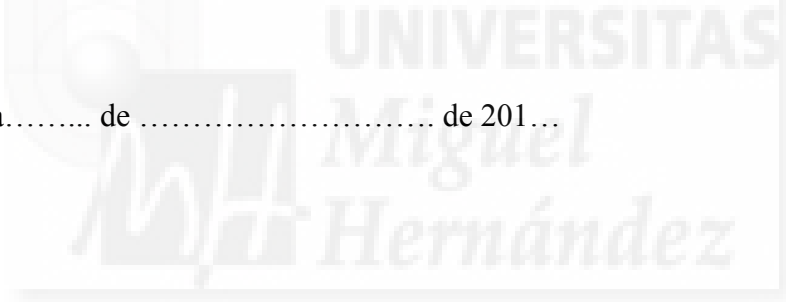 UNIVERSITAS
a…….... de ………………………. de 201…
Miguel
Hernández